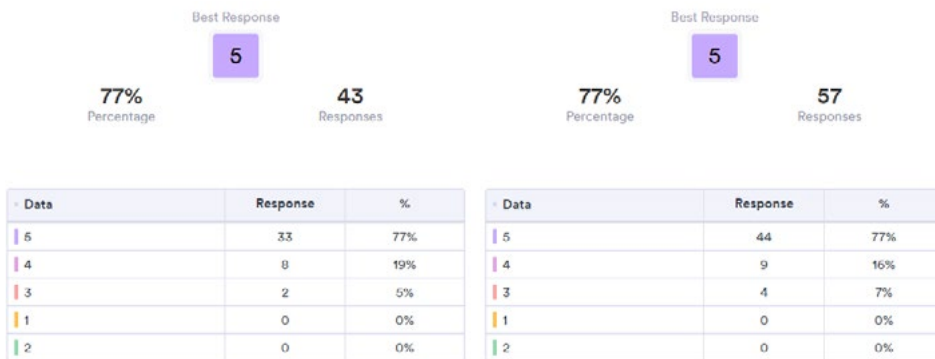 Best Response
5
77% 43
Percentage Responses
Data Response %
5 33 77%
4 8 19%
3 2 5%
1 0 0%
2 0 0%
Best Response
5
77% 57
Percentage Responses
Data Response %
5 44 77%
4 9 16%
3 4 7%
1 0 0%
2 0 0%